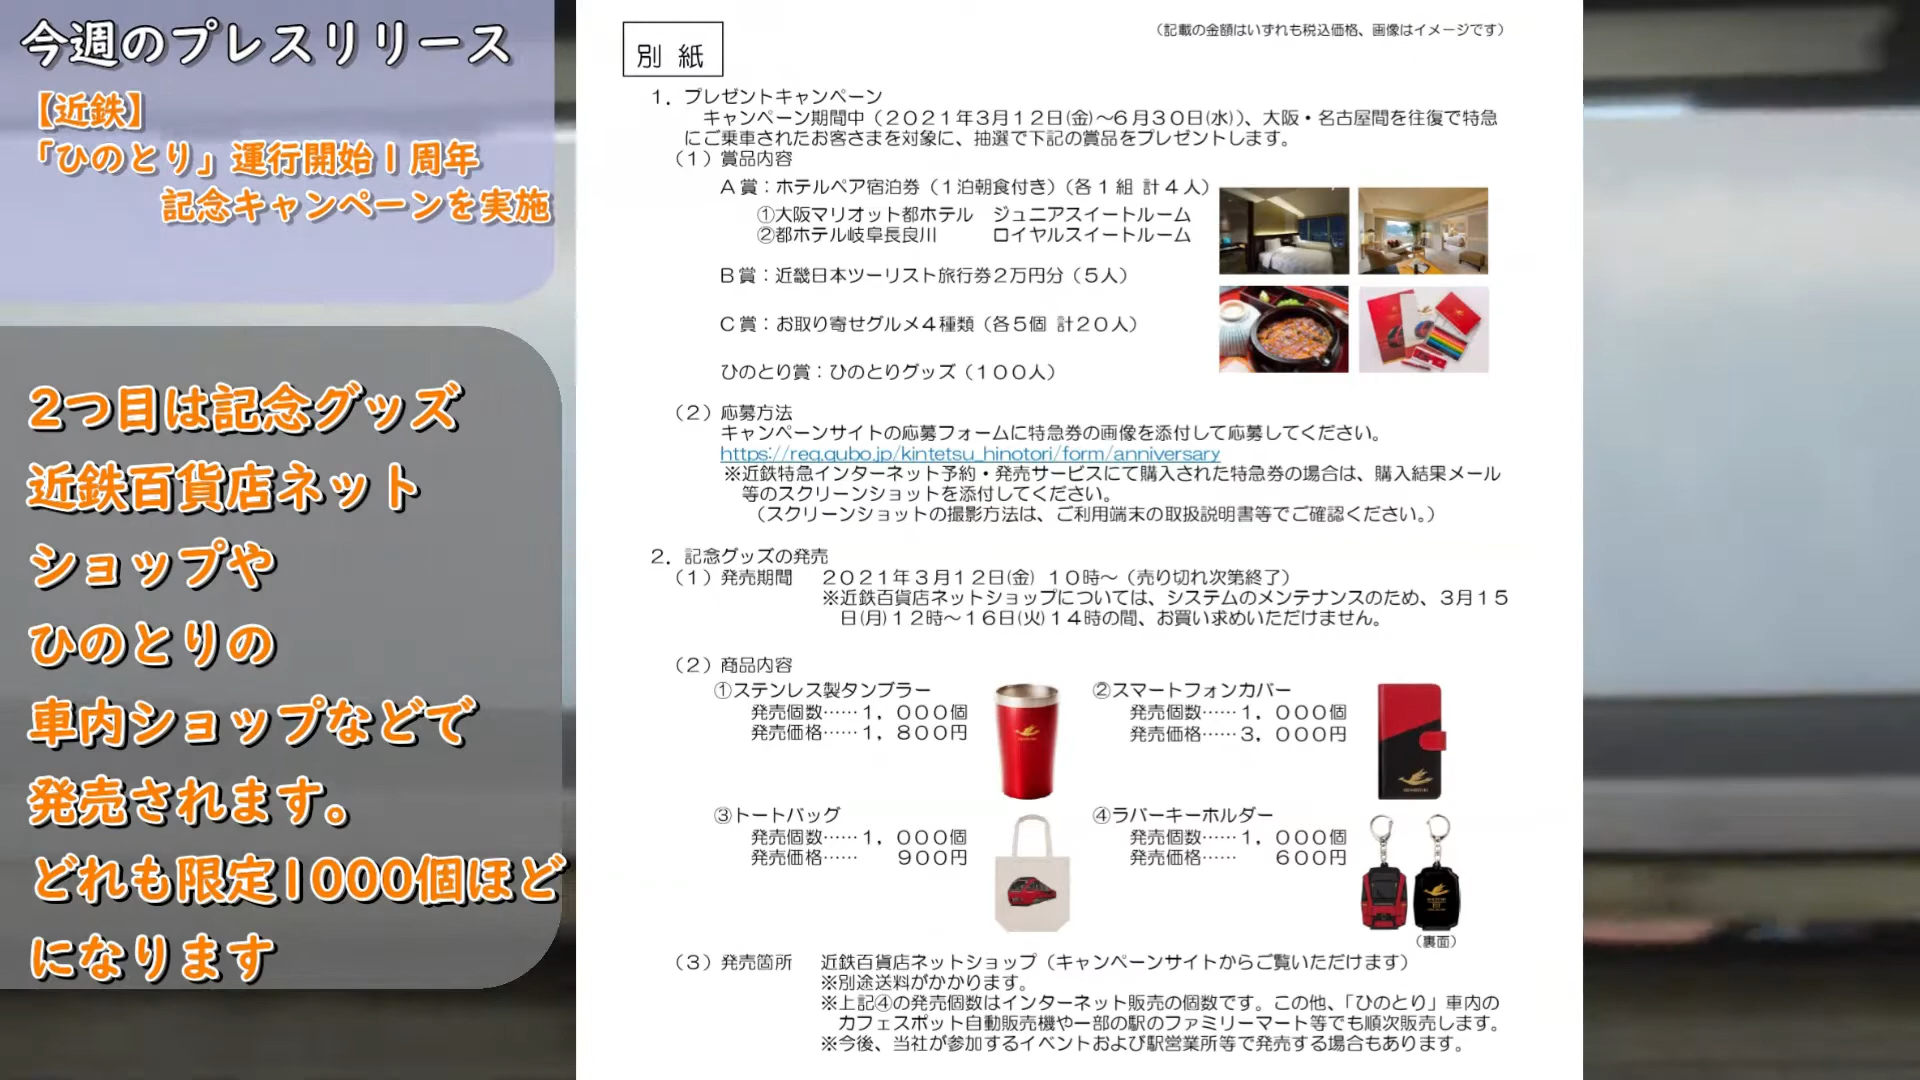 今週のプレスリリース
【近鉄】
「ひのとり」運行開始1周年
記念キャンペーンを実施
2つ目は記念グッズ
近鉄百貨店ネット
ショップや
ひのとりの
車内ショップなどで
発売されます。
どれも限定1000個ほど
になります
（記載の金額はいずれも税込価格、画像はイメージです）
別 紙
１．プレゼントキャンペーン
キャンペーン期間中（２０２１年３月１２日(金)～６月３０日(水)）、大阪・名古屋間を往復で特急
にご乗車されたお客さまを対象に、抽選で下記の賞品をプレゼントします。
（１）賞品内容
Ａ賞：ホテルペア宿泊券（１泊朝食付き）（各１組 計４人）
①大阪マリオット都ホテル　ジュニアスイートルーム
②都ホテル岐阜長良川　ロイヤルスイートルーム
Ｂ賞：近畿日本ツーリスト旅行券２万円分（５人）
Ｃ賞：お取り寄せグルメ４種類（各５個 計２０人）
ひのとり賞：ひのとりグッズ（１００人）
（２）応募方法
キャンペーンサイトの応募フォームに特急券の画像を添付して応募してください。
https://req.qubo.jp/kintetsu_hinotori/form/anniversary
※近鉄特急インターネット予約・発売サービスにて購入された特急券の場合は、購入結果メール
等のスクリーンショットを添付してください。
（スクリーンショットの撮影方法は、ご利用端末の取扱説明書等でご確認ください。）
２．記念グッズの発売
（１）発売期間　２０２１年３月１２日(金) １０時～（売り切れ次第終了）
※近鉄百貨店ネットショップについては、システムのメンテナンスのため、３月１５
日(月)１２時～１６日(火)１４時の間、お買い求めいただけません。
（２）商品内容
①ステンレス製タンブラー
発売個数……１，０００個
発売価格……１，８００円
②スマートフォンカバー
発売個数……１，０００個
発売価格……３，０００円
③トートバッグ
発売個数……１，０００個
発売価格……　９００円
④ラバーキーホルダー
発売個数……１，０００個
発売価格……　６００円
（裏面）
（３）発売箇所　近鉄百貨店ネットショップ（キャンペーンサイトからご覧いただけます）
※別途送料がかかります。
※上記④の発売個数はインターネット販売の個数です。この他、「ひのとり」車内の
カフェスポット自動販売機や一部の駅のファミリーマート等でも順次販売します。
※今後、当社が参加するイベントおよび駅営業所等で発売する場合もあります。